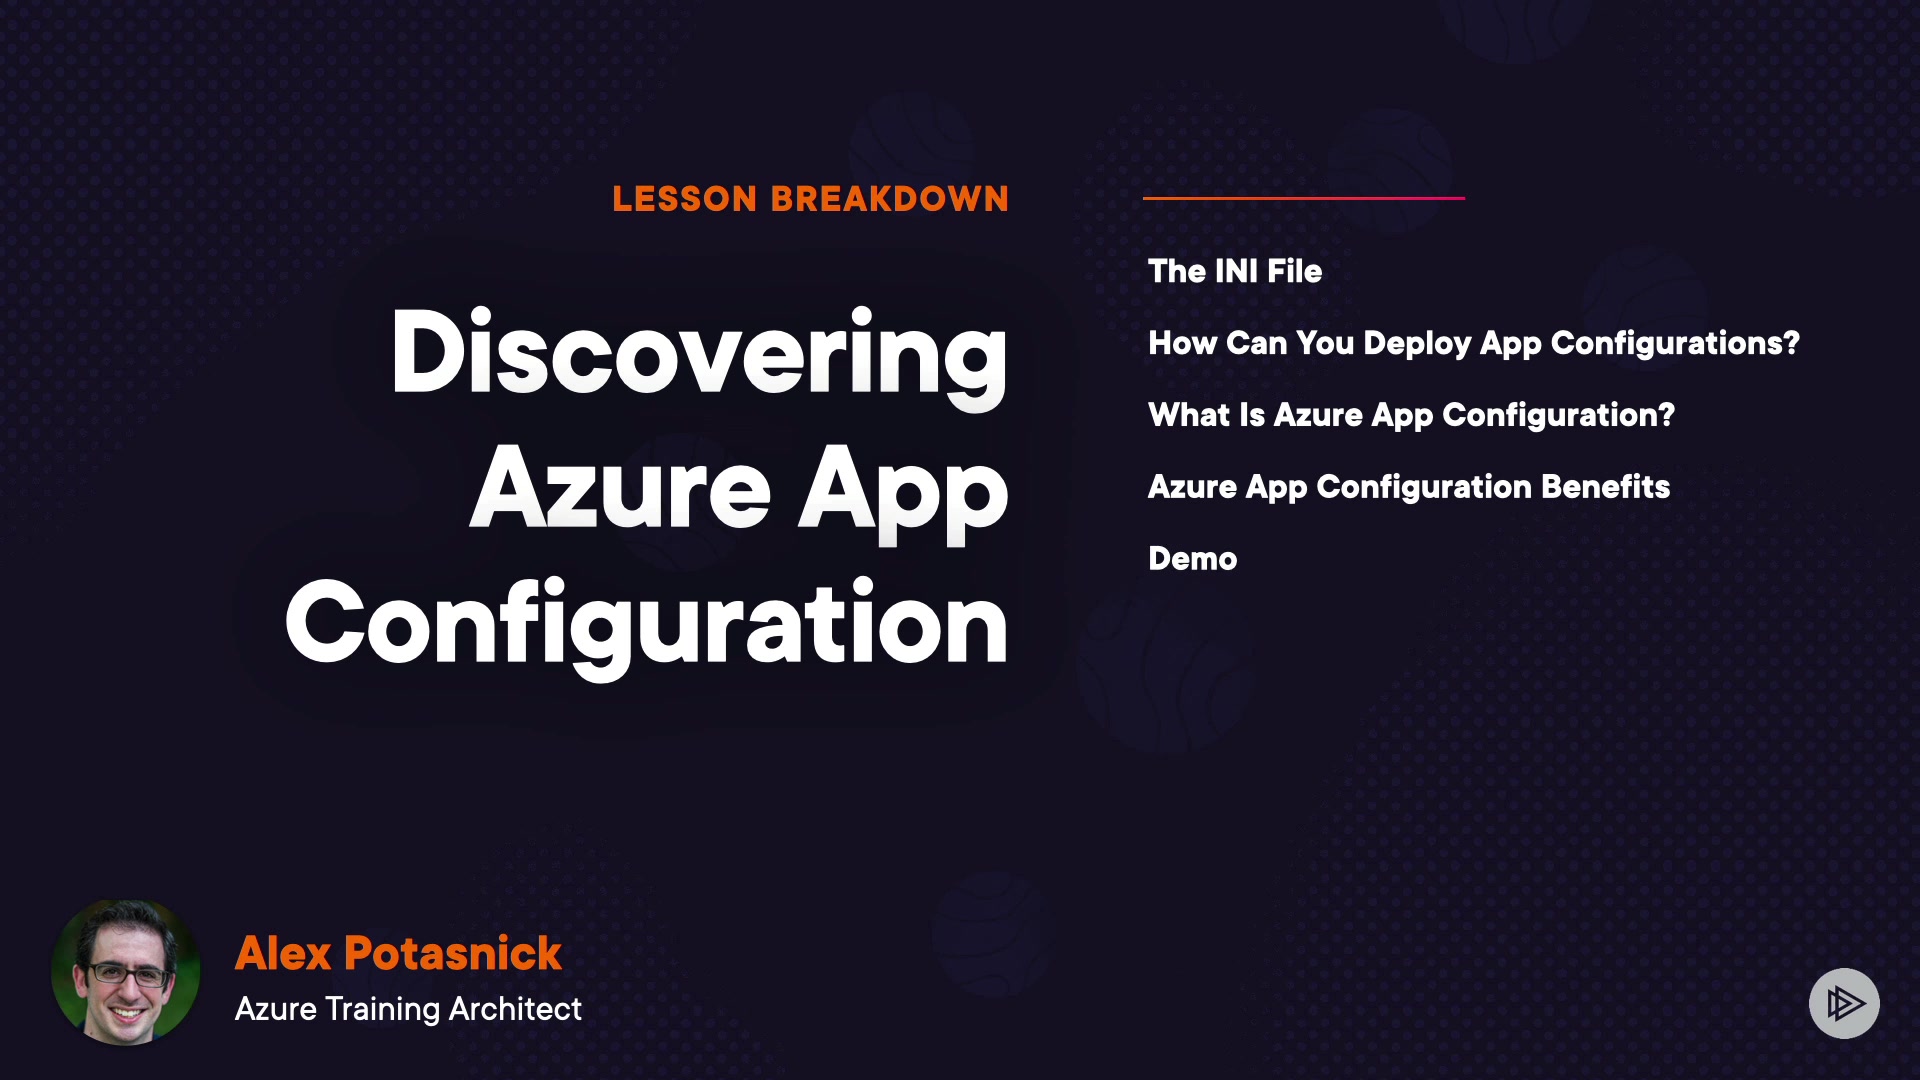 LESSON BREAKDOWN
Discovering
Azure App
Configuration
The INI File
How Can You Deploy App Configurations?
What Is Azure App Configuration?
Azure App Configuration Benefits
Demo
Alex Potasnick
Azure Training Architect